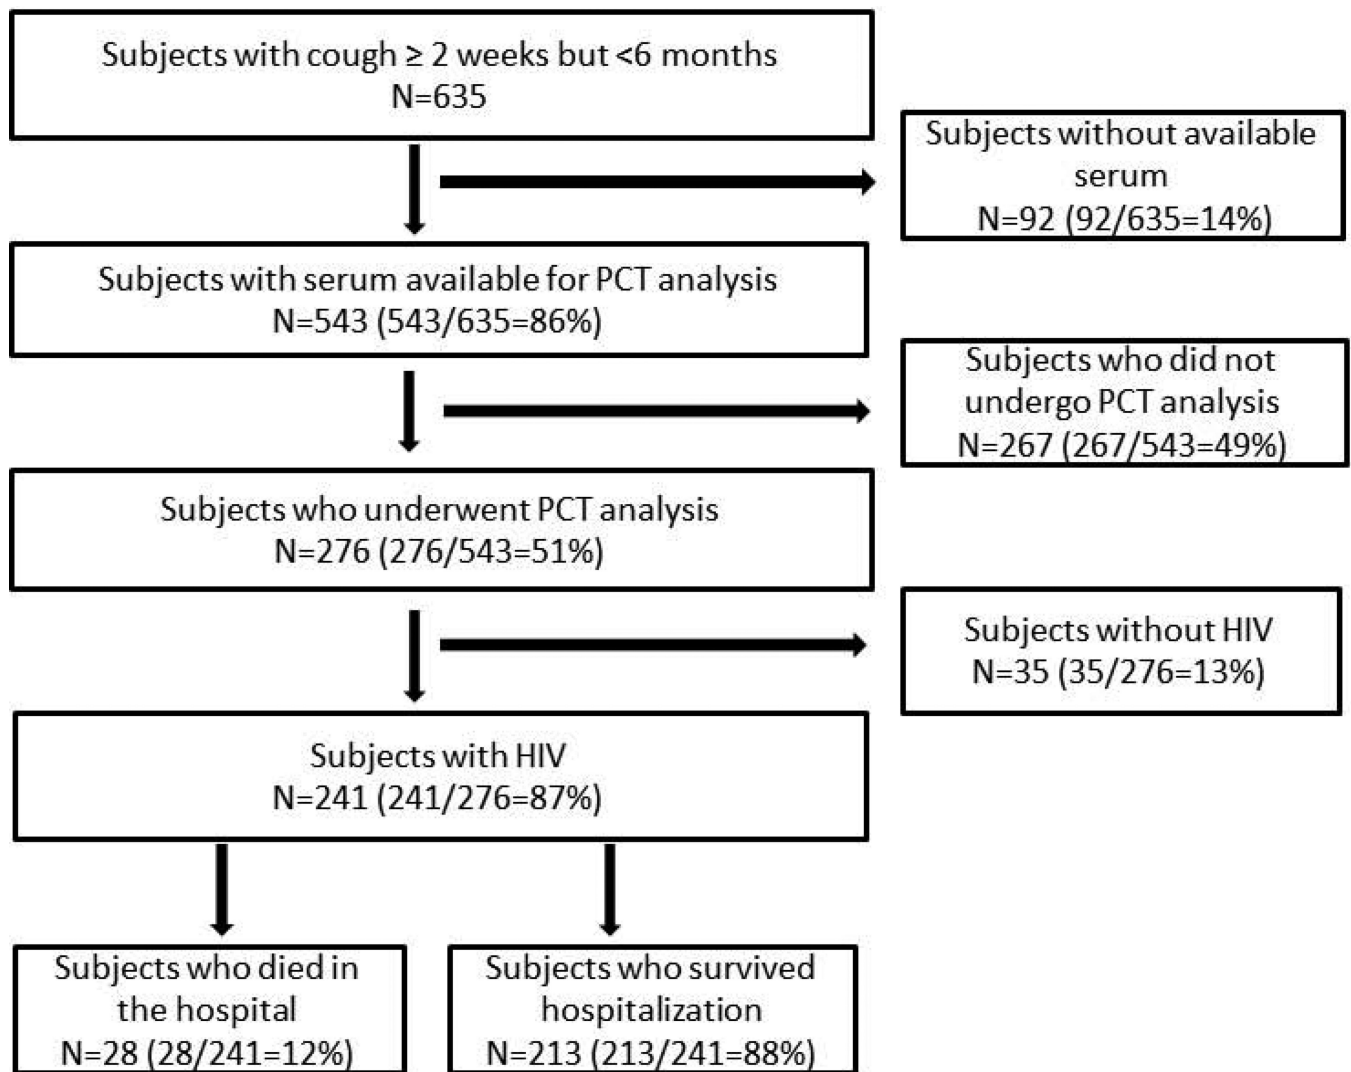 Subjects with cough ≥ 2 weeks but <6 months
N=635
Subjects without available
serum
N=92 (92/635=14%)
Subjects with serum available for PCT analysis
N=543 (543/635=86%)
Subjects who did not
undergo PCT analysis
N=267 (267/543=49%)
Subjects who underwent PCT analysis
N=276 (276/543=51%)
Subjects without HIV
N=35 (35/276=13%)
Subjects with HIV
N=241 (241/276=87%)
Subjects who died in
the hospital
N=28 (28/241=12%)
Subjects who survived
hospitalization
N=213 (213/241=88%)